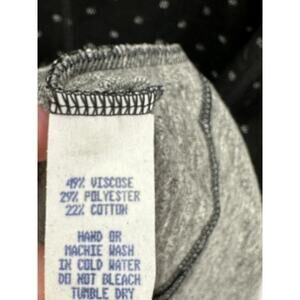 49% VISCOSE
29% POLYESTER
22% COTTON
HAND OR
MACHIE WASH
IN COLD WATER
DO NOT BLEACH
TUMBLE DRY